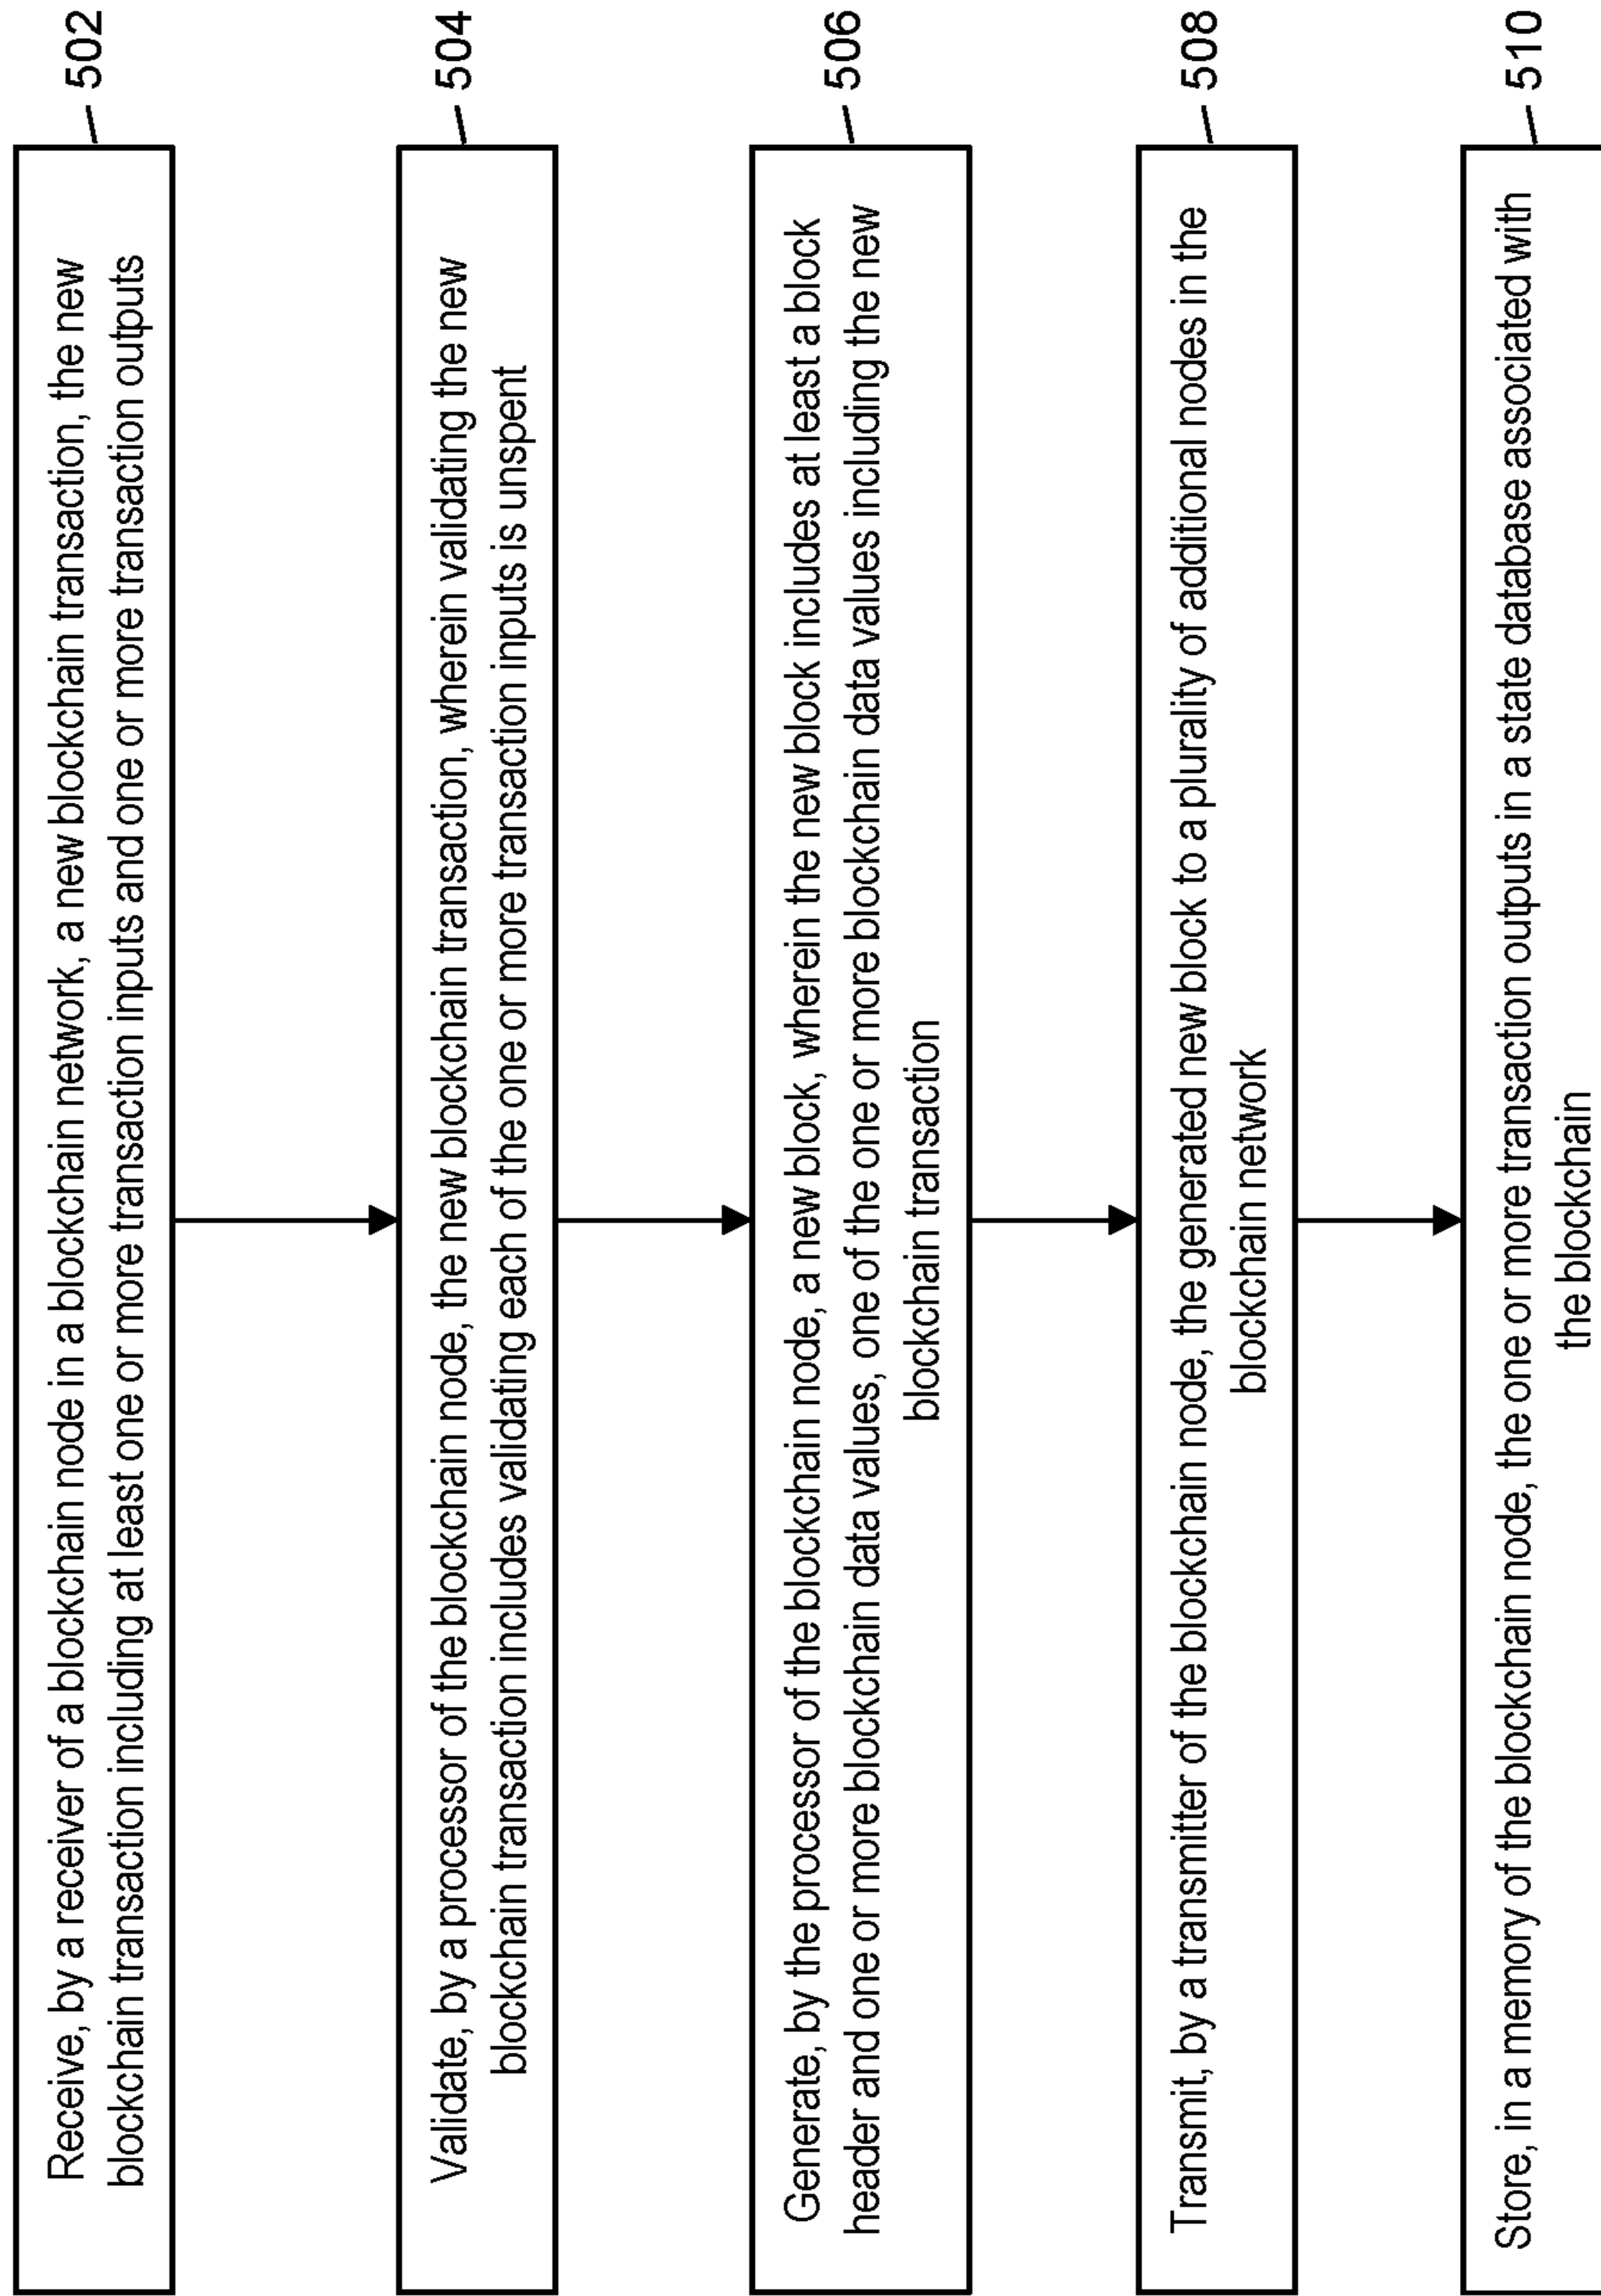 Receive, by a receiver of a blockchain node in a blockchain network, a new blockchain transaction, the new
blockchain transaction including at least one or more transaction inputs and one or more transaction outputs
502
Validate, by a processor of the blockchain node, the new blockchain transaction, wherein validating the new
blockchain transaction includes validating each of the one or more transaction inputs is unspent
504
Generate, by the processor of the blockchain node, a new block, wherein the new block includes at least a block
header and one or more blockchain data values, one of the one or more blockchain data values including the new
blockchain transaction
506
Transmit, by a transmitter of the blockchain node, the generated new block to a plurality of additional nodes in the
blockchain network
508
Store, in a memory of the blockchain node, the one or more transaction outputs in a state database associated with
the blockchain
510